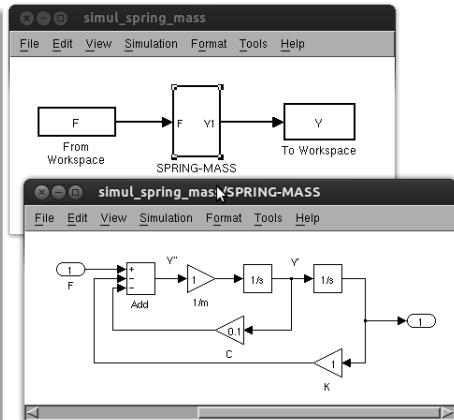 simul_spring_mass
File Edit View Simulation Format Tools Help
F
F Y1
Y
From
Workspace
SPRING-MASS
To Workspace
simul_spring_mass/SPRING-MASS
File Edit View Simulation Format Tools Help
1
F
+
−
−
Add
Y''
1
1/m
1/s
Y'
1/s
1
0.1
C
1
K